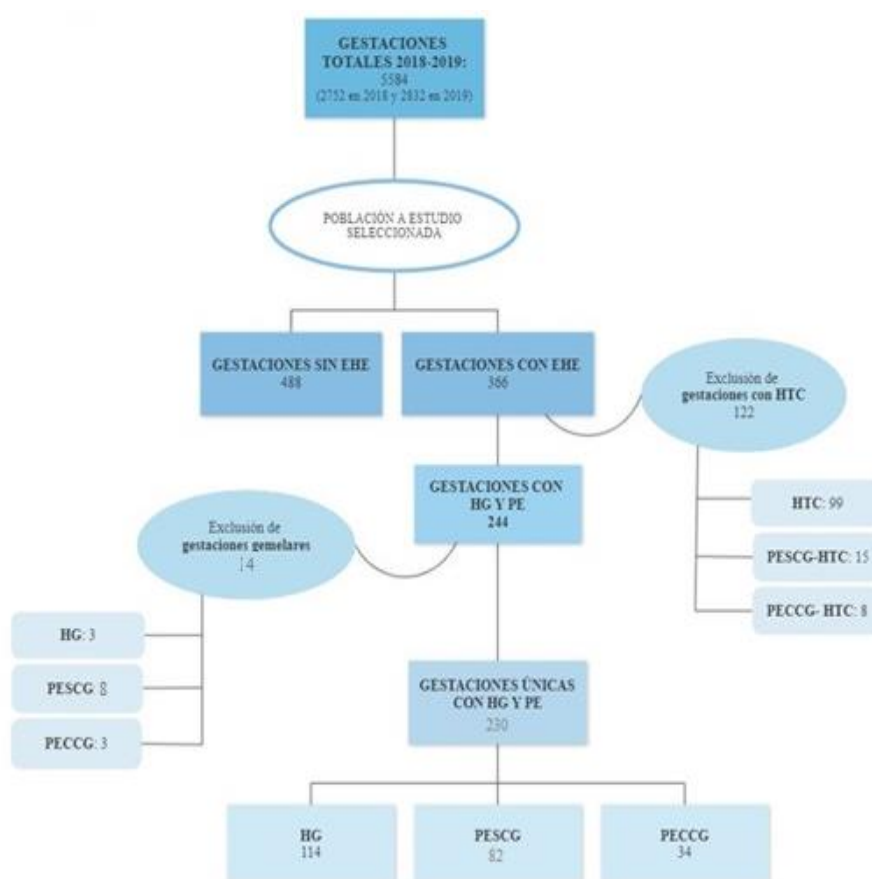 GESTACIONES
TOTALES 2018-2019:
5584
(2752 en 2018 y 2832 en 2019)
POBLACIÓN A ESTUDIO
SELECCIONADA
GESTACIONES SIN EHE
488
GESTACIONES CON EHE
366
Exclusión de
gestaciones con HTC
122
HTC: 99
PESCG-HTC: 15
PECCG- HTC: 8
GESTACIONES CON
HG Y PE
244
Exclusión de
gestaciones gemelares
14
HG: 3
PESCG: 8
PECCG: 3
GESTACIONES ÚNICAS
CON HG Y PE
230
HG
114
PESCG
82
PECCG
34